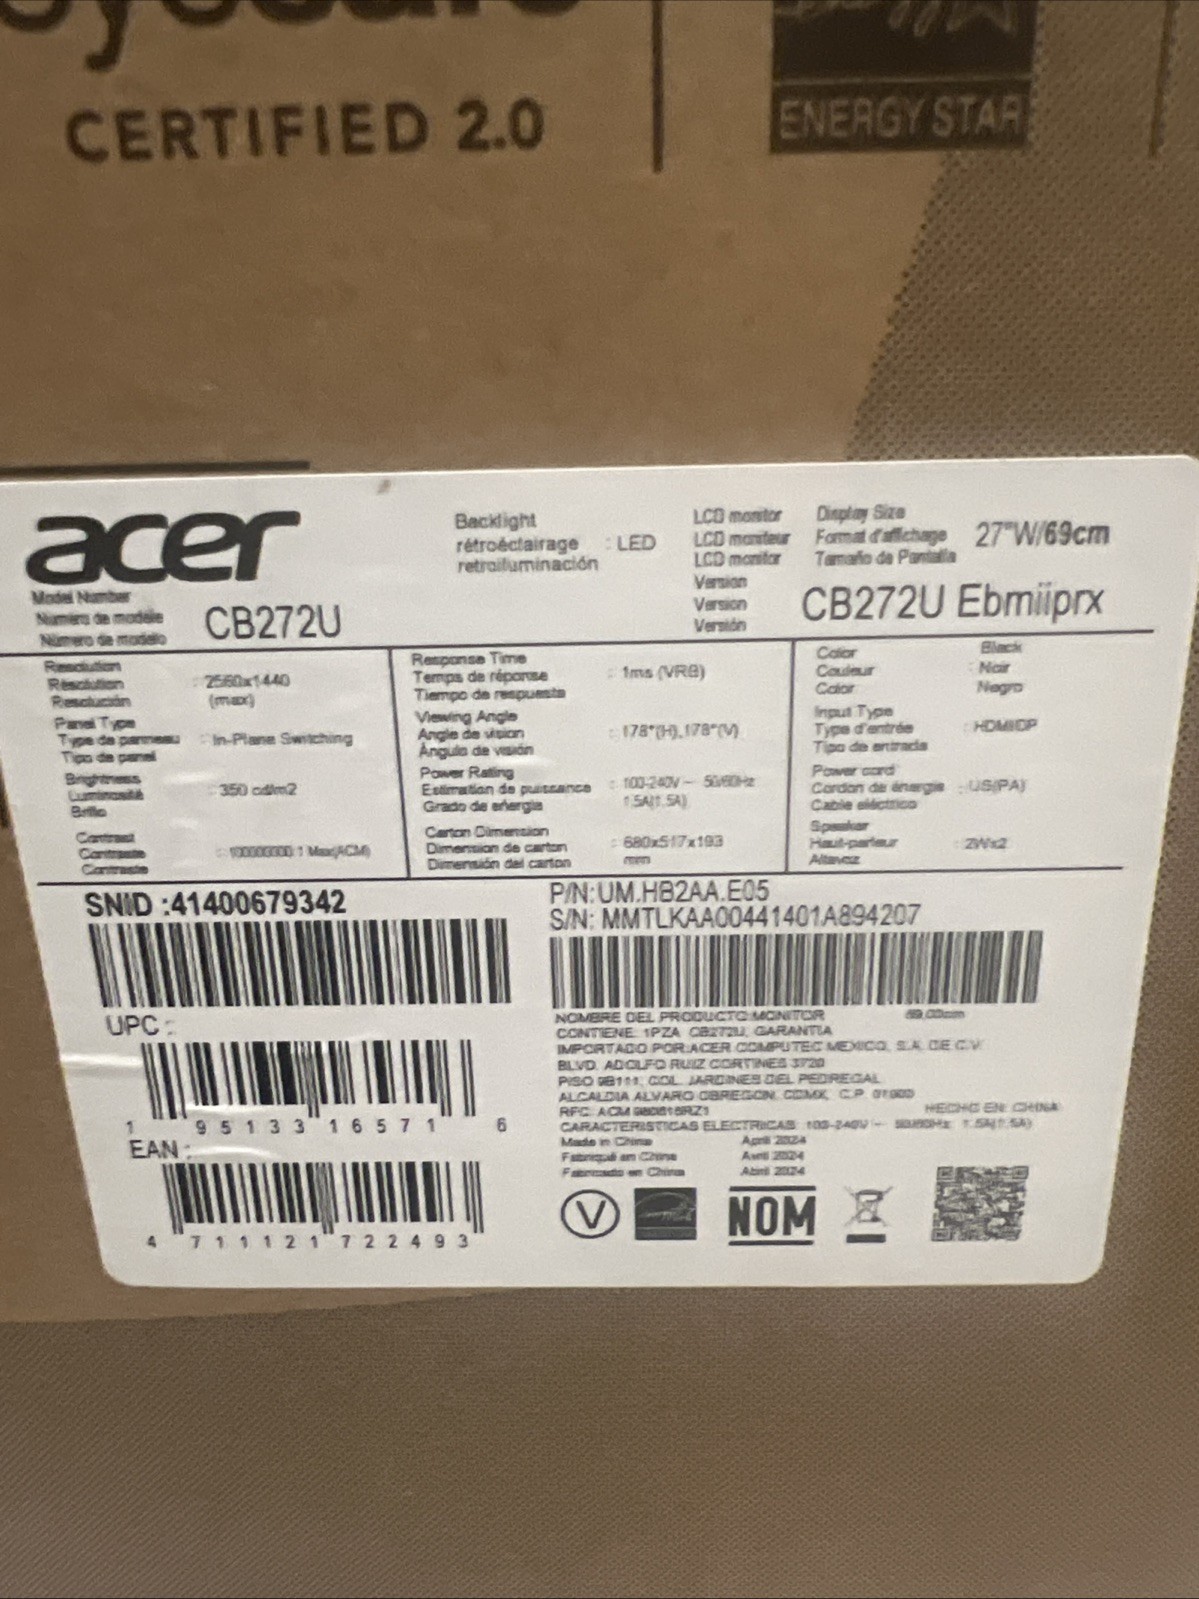 CERTIFIED 2.0
ENERGY STAR
acer
Model Number
Numéro de modèle
Número de modelo
CB272U
Backlight
rétroéclairage : LED
retroiluminación
LCD monitor
LCD moniteur
LCD monitor
Version
Version
Versión
Display Size
Format d'affichage
Tamaño de Pantalla
27"W/69cm
CB272U Ebmiiprx
Resolution
Résolution
Resolución
: 2560x1440
(max)
Panel Type
Type de panneau
Tipo de panel
: In-Plane Switching
Brightness
Luminosité
Brillo
: 350 cd/m2
Contrast
Contraste
Contraste
: 100000000:1 Max(ACM)
Response Time
Temps de réponse
Tiempo de respuesta
: 1ms (VRB)
Viewing Angle
Angle de vision
Ángulo de visión
: 178°(H),178°(V)
Power Rating
Estimation de puissance
Grado de energía
: 100-240V ~ 50/60Hz
1.5A(1.5A)
Carton Dimension
Dimension de carton
Dimensión del carton
: 680x517x193
mm
Color
Couleur
Color
Black
: Noir
Negro
Input Type
Type d'entrée
Tipo de entrada
: HDMI/DP
Power cord
Cordon de énergie
Cable eléctrico
: US(PA)
Speaker
Haut-parleur
Altavoz
: 2Wx2
SNID :41400679342
P/N:UM.HB2AA.E05
S/N: MMTLKAA00441401A894207
UPC :
1 95133 16571 6
EAN :
4 711121 722493
NOMBRE DEL PRODUCTO:MONITOR 69.00cm
CONTIENE: 1PZA CB272U, GARANTIA
IMPORTADO POR:ACER COMPUTEC MEXICO, S.A. DE C.V.
BLVD. ADOLFO RUIZ CORTINES 3720
PISO 9B111, COL. JARDINES DEL PEDREGAL
ALCALDIA ALVARO OBREGON, CDMX, C.P. 01900
HECHO EN: CHINA
CARACTERISTICAS ELECTRICAS: 100-240V ~ 50/60Hz 1.5A(1.5A)
Made in China April 2024
Fabriqué en Chine Avril 2024
Fabricado en China Abril 2024
V
NOM